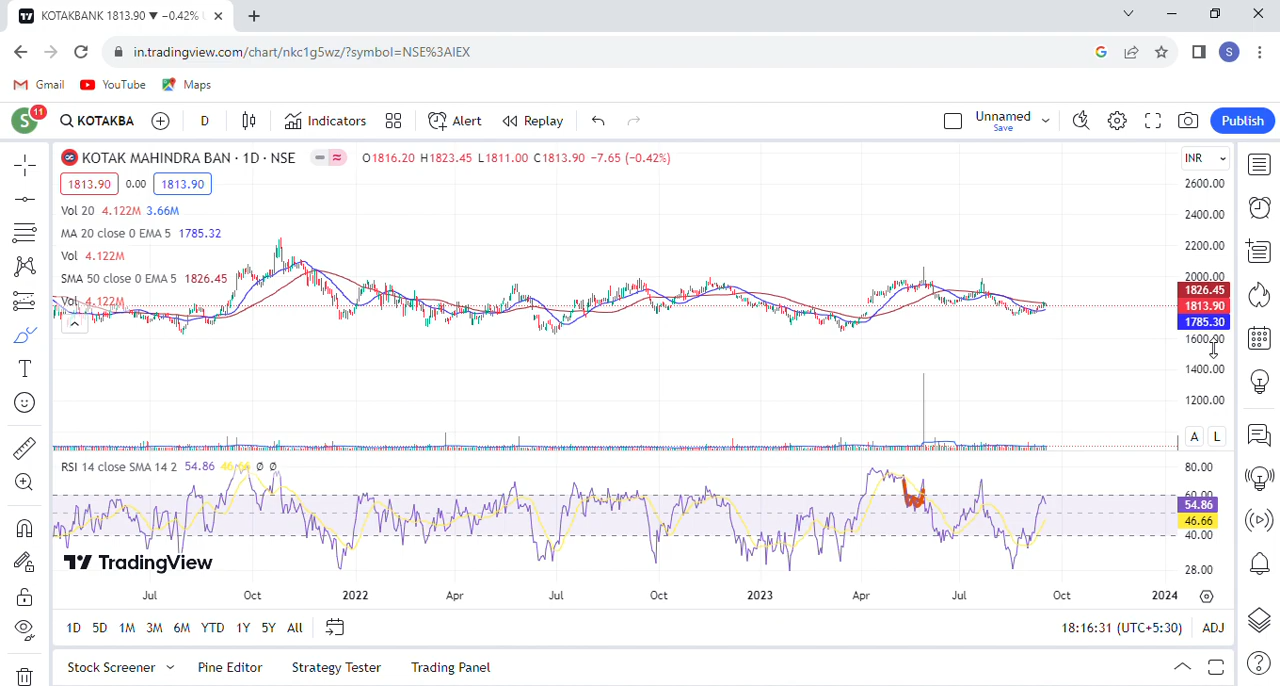 KOTAKBANK 1813.90 ▼ −0.42%
in.tradingview.com/chart/nkc1g5wz/?symbol=NSE%3AIEX
S
Gmail YouTube Maps
S 11 KOTAKBA D Indicators Alert Replay Unnamed Save Publish
KOTAK MAHINDRA BAN · 1D · NSE O1816.20 H1823.45 L1811.00 C1813.90 −7.65 (−0.42%) INR
1813.90 0.00 1813.90
Vol 20 4.122M 3.66M
MA 20 close 0 EMA 5 1785.32
Vol 4.122M
SMA 50 close 0 EMA 5 1826.45
Vol 4.122M
2600.00
2400.00
2200.00
2000.00
1826.45
1813.90
1785.30
1600.00
1400.00
1200.00
A L
RSI 14 close SMA 14 2 54.86 46.66 Ø Ø
80.00
60.00
54.86
46.66
40.00
28.00
TradingView
Jul Oct 2022 Apr Jul Oct 2023 Apr Jul Oct 2024
1D 5D 1M 3M 6M YTD 1Y 5Y All 18:16:31 (UTC+5:30) ADJ
Stock Screener Pine Editor Strategy Tester Trading Panel